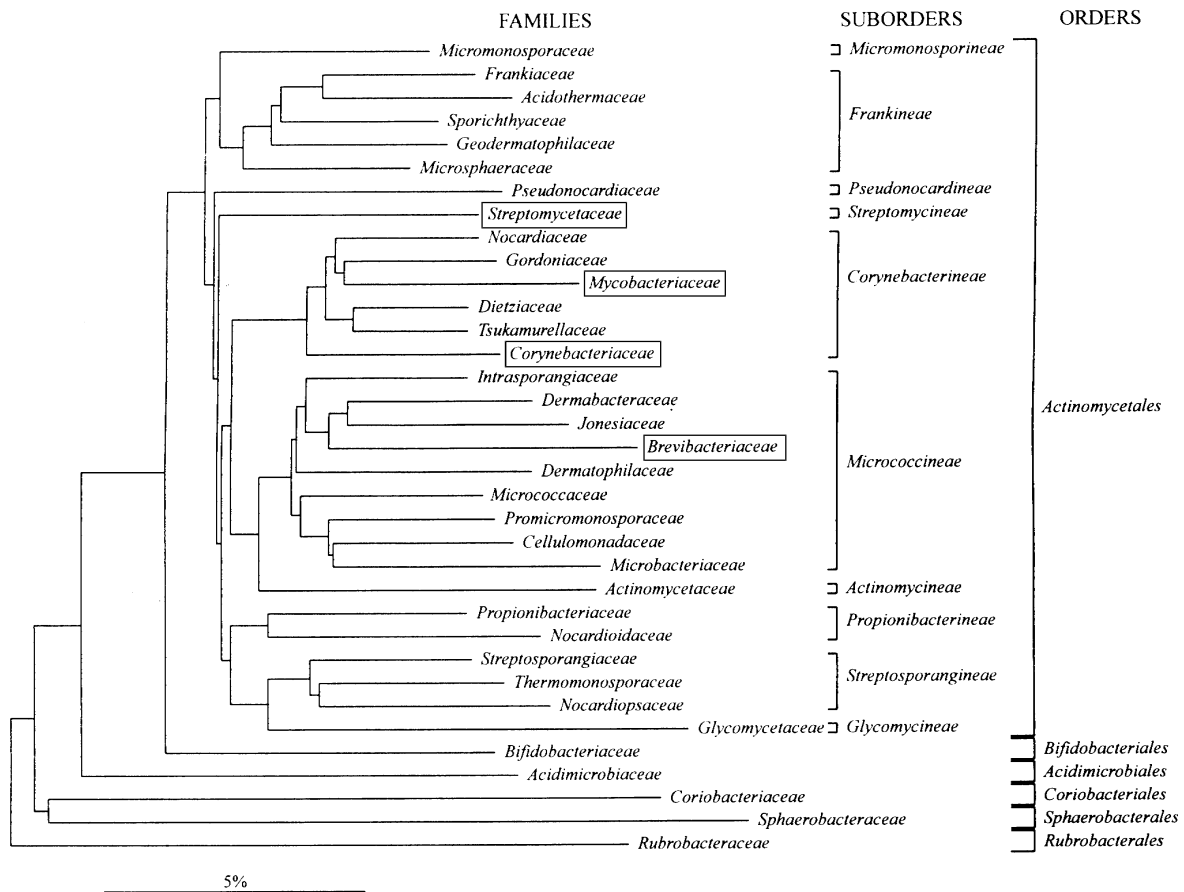 FAMILIES SUBORDERS ORDERS
Micromonosporaceae Micromonosporineae
Frankiaceae
Acidothermaceae
Sporichthyaceae Frankineae
Geodermatophilaceae
Microsphaeraceae
Pseudonocardiaceae Pseudonocardineae
Streptomycetaceae Streptomycineae
Nocardiaceae
Gordoniaceae
Mycobacteriaceae Corynebacterineae
Dietziaceae
Tsukamurellaceae
Corynebacteriaceae
Intrasporangiaceae
Dermabacteraceae Actinomycetales
Jonesiaceae
Brevibacteriaceae Micrococcineae
Dermatophilaceae
Micrococcaceae
Promicromonosporaceae
Cellulomonadaceae
Microbacteriaceae
Actinomycetaceae Actinomycineae
Propionibacteriaceae Propionibacterineae
Nocardioidaceae
Streptosporangiaceae Streptosporangineae
Thermomonosporaceae
Nocardiopsaceae
Glycomycetaceae Glycomycineae
Bifidobacteriaceae Bifidobacteriales
Acidimicrobiaceae Acidimicrobiales
Coriobacteriaceae Coriobacteriales
Sphaerobacteraceae Sphaerobacterales
Rubrobacteraceae Rubrobacterales
5%